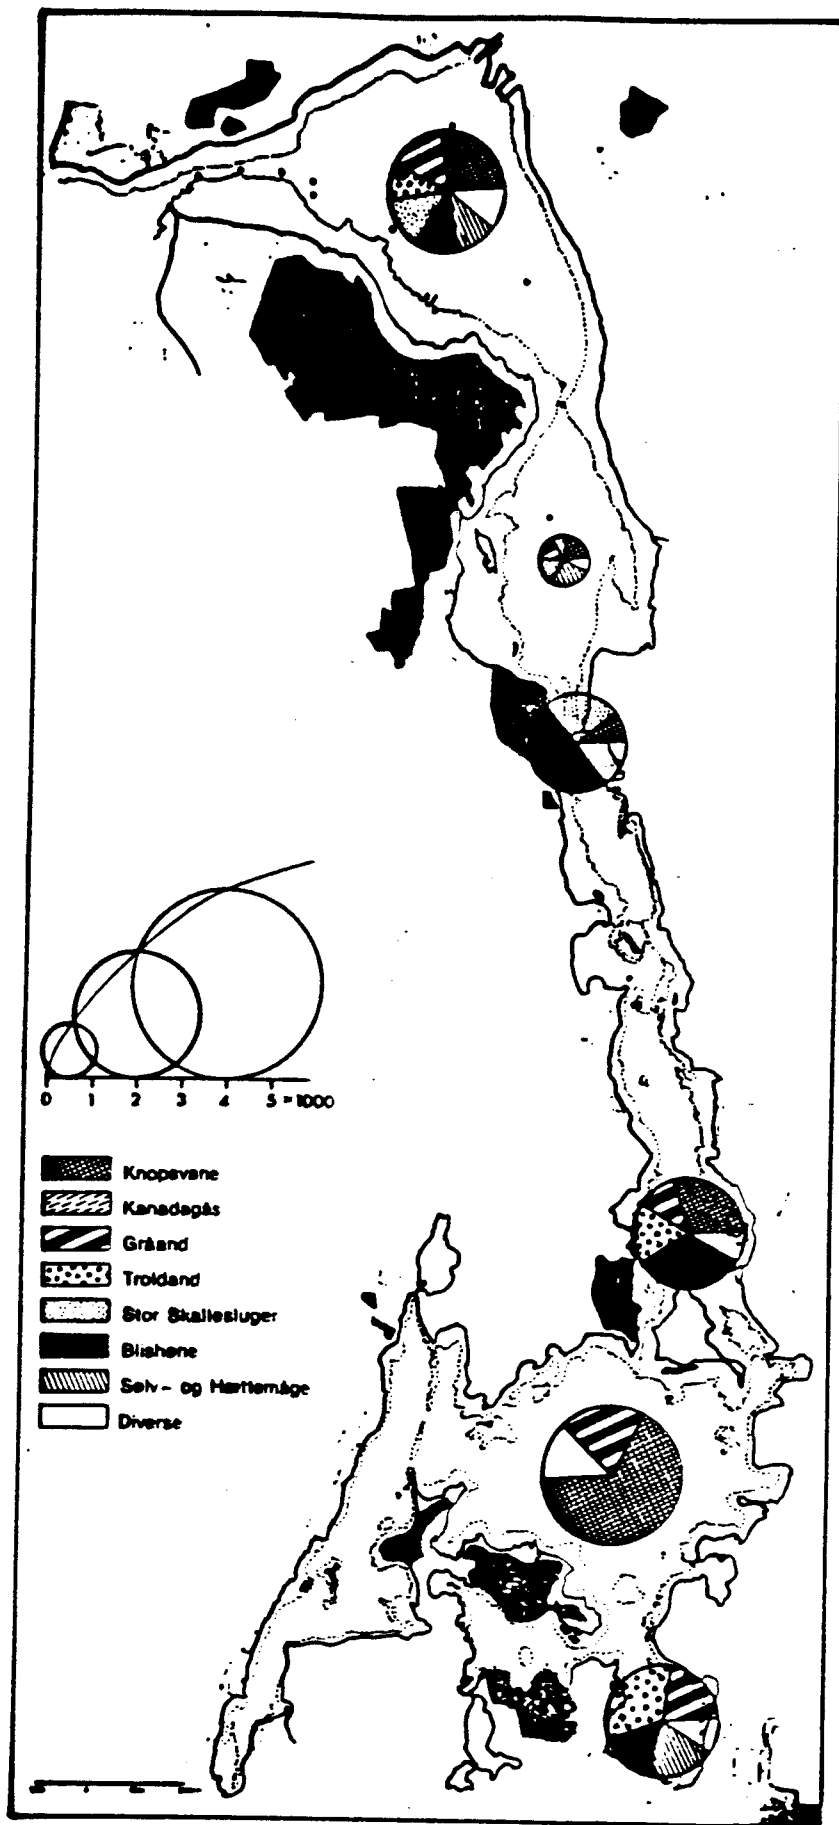 0 1 2 3 4 5 × 1000
Knopsvane
Kanadagås
Gråand
Troldand
Stor Skallesluger
Blishøne
Sølv- og Hættemåge
Diverse